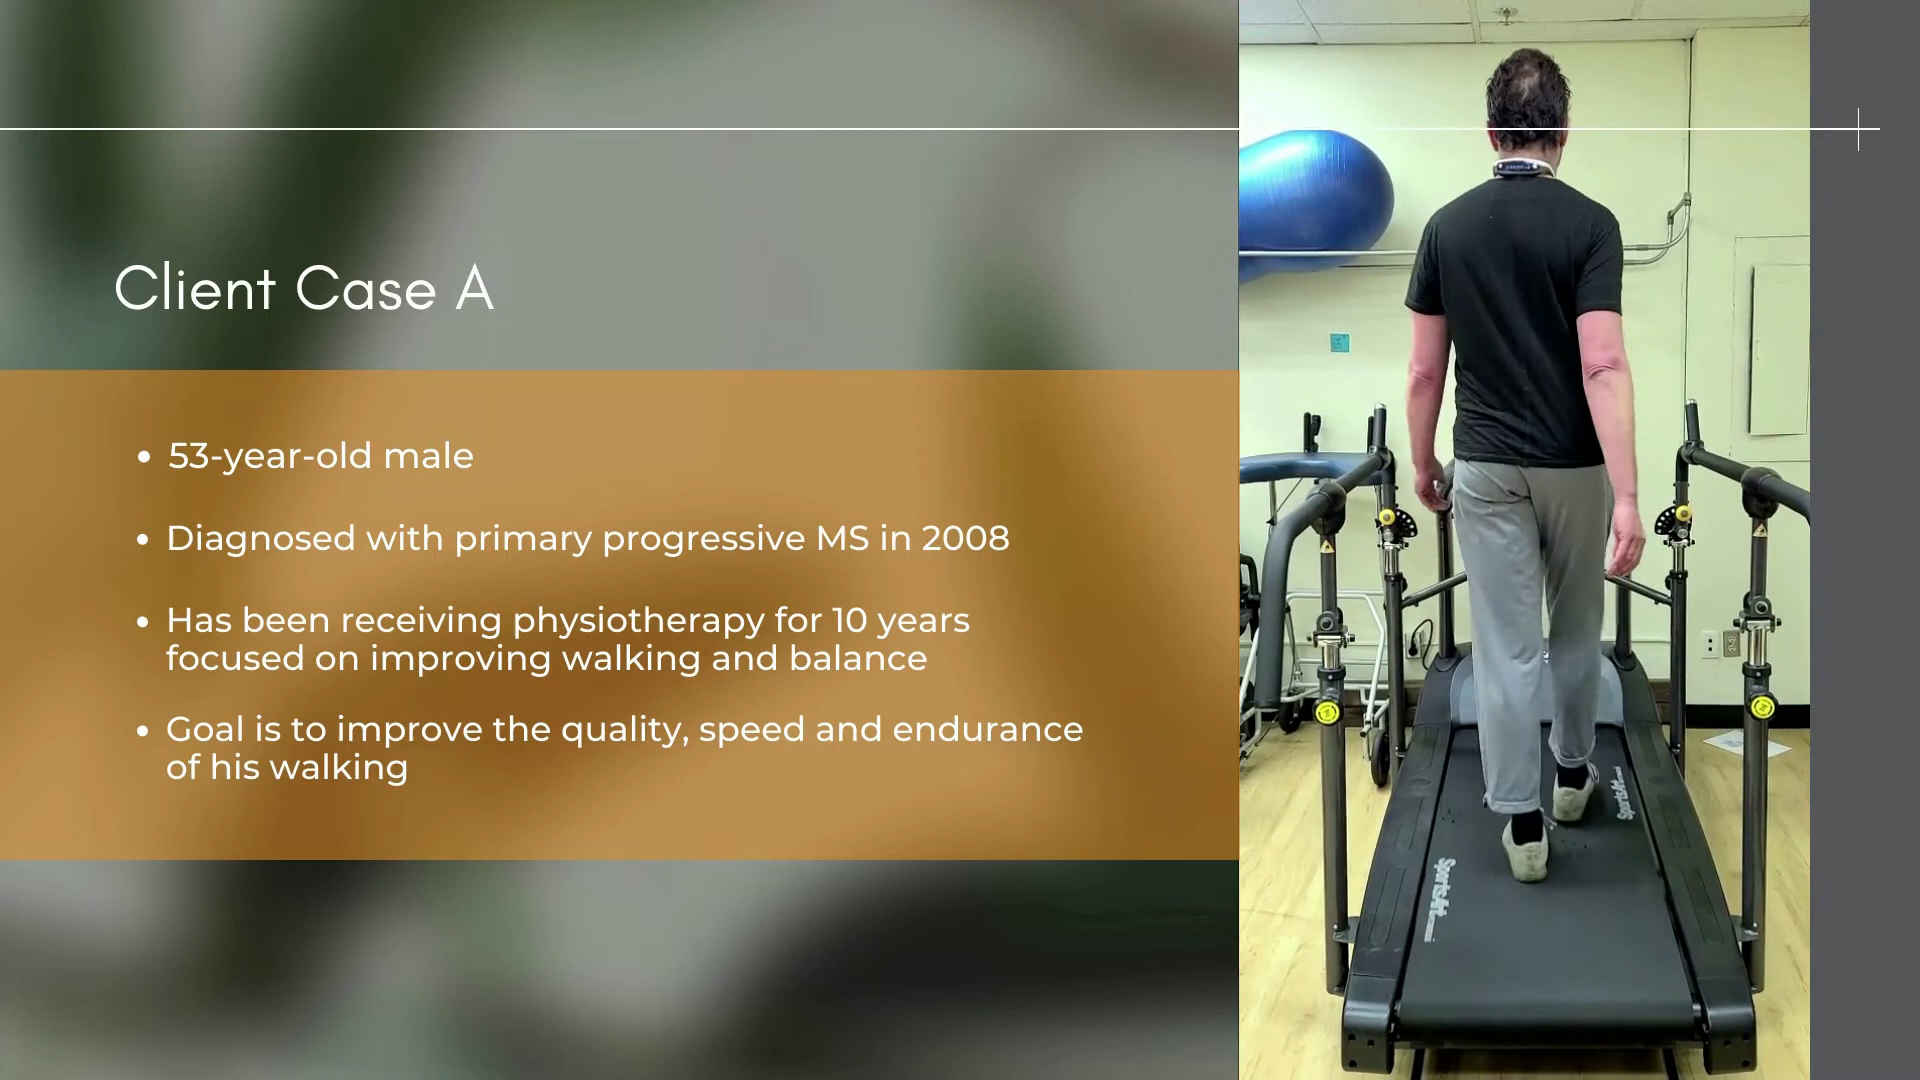 Client Case A
53-year-old male
Diagnosed with primary progressive MS in 2008
Has been receiving physiotherapy for 10 years
focused on improving walking and balance
Goal is to improve the quality, speed and endurance
of his walking
SportsArt
SportsArt